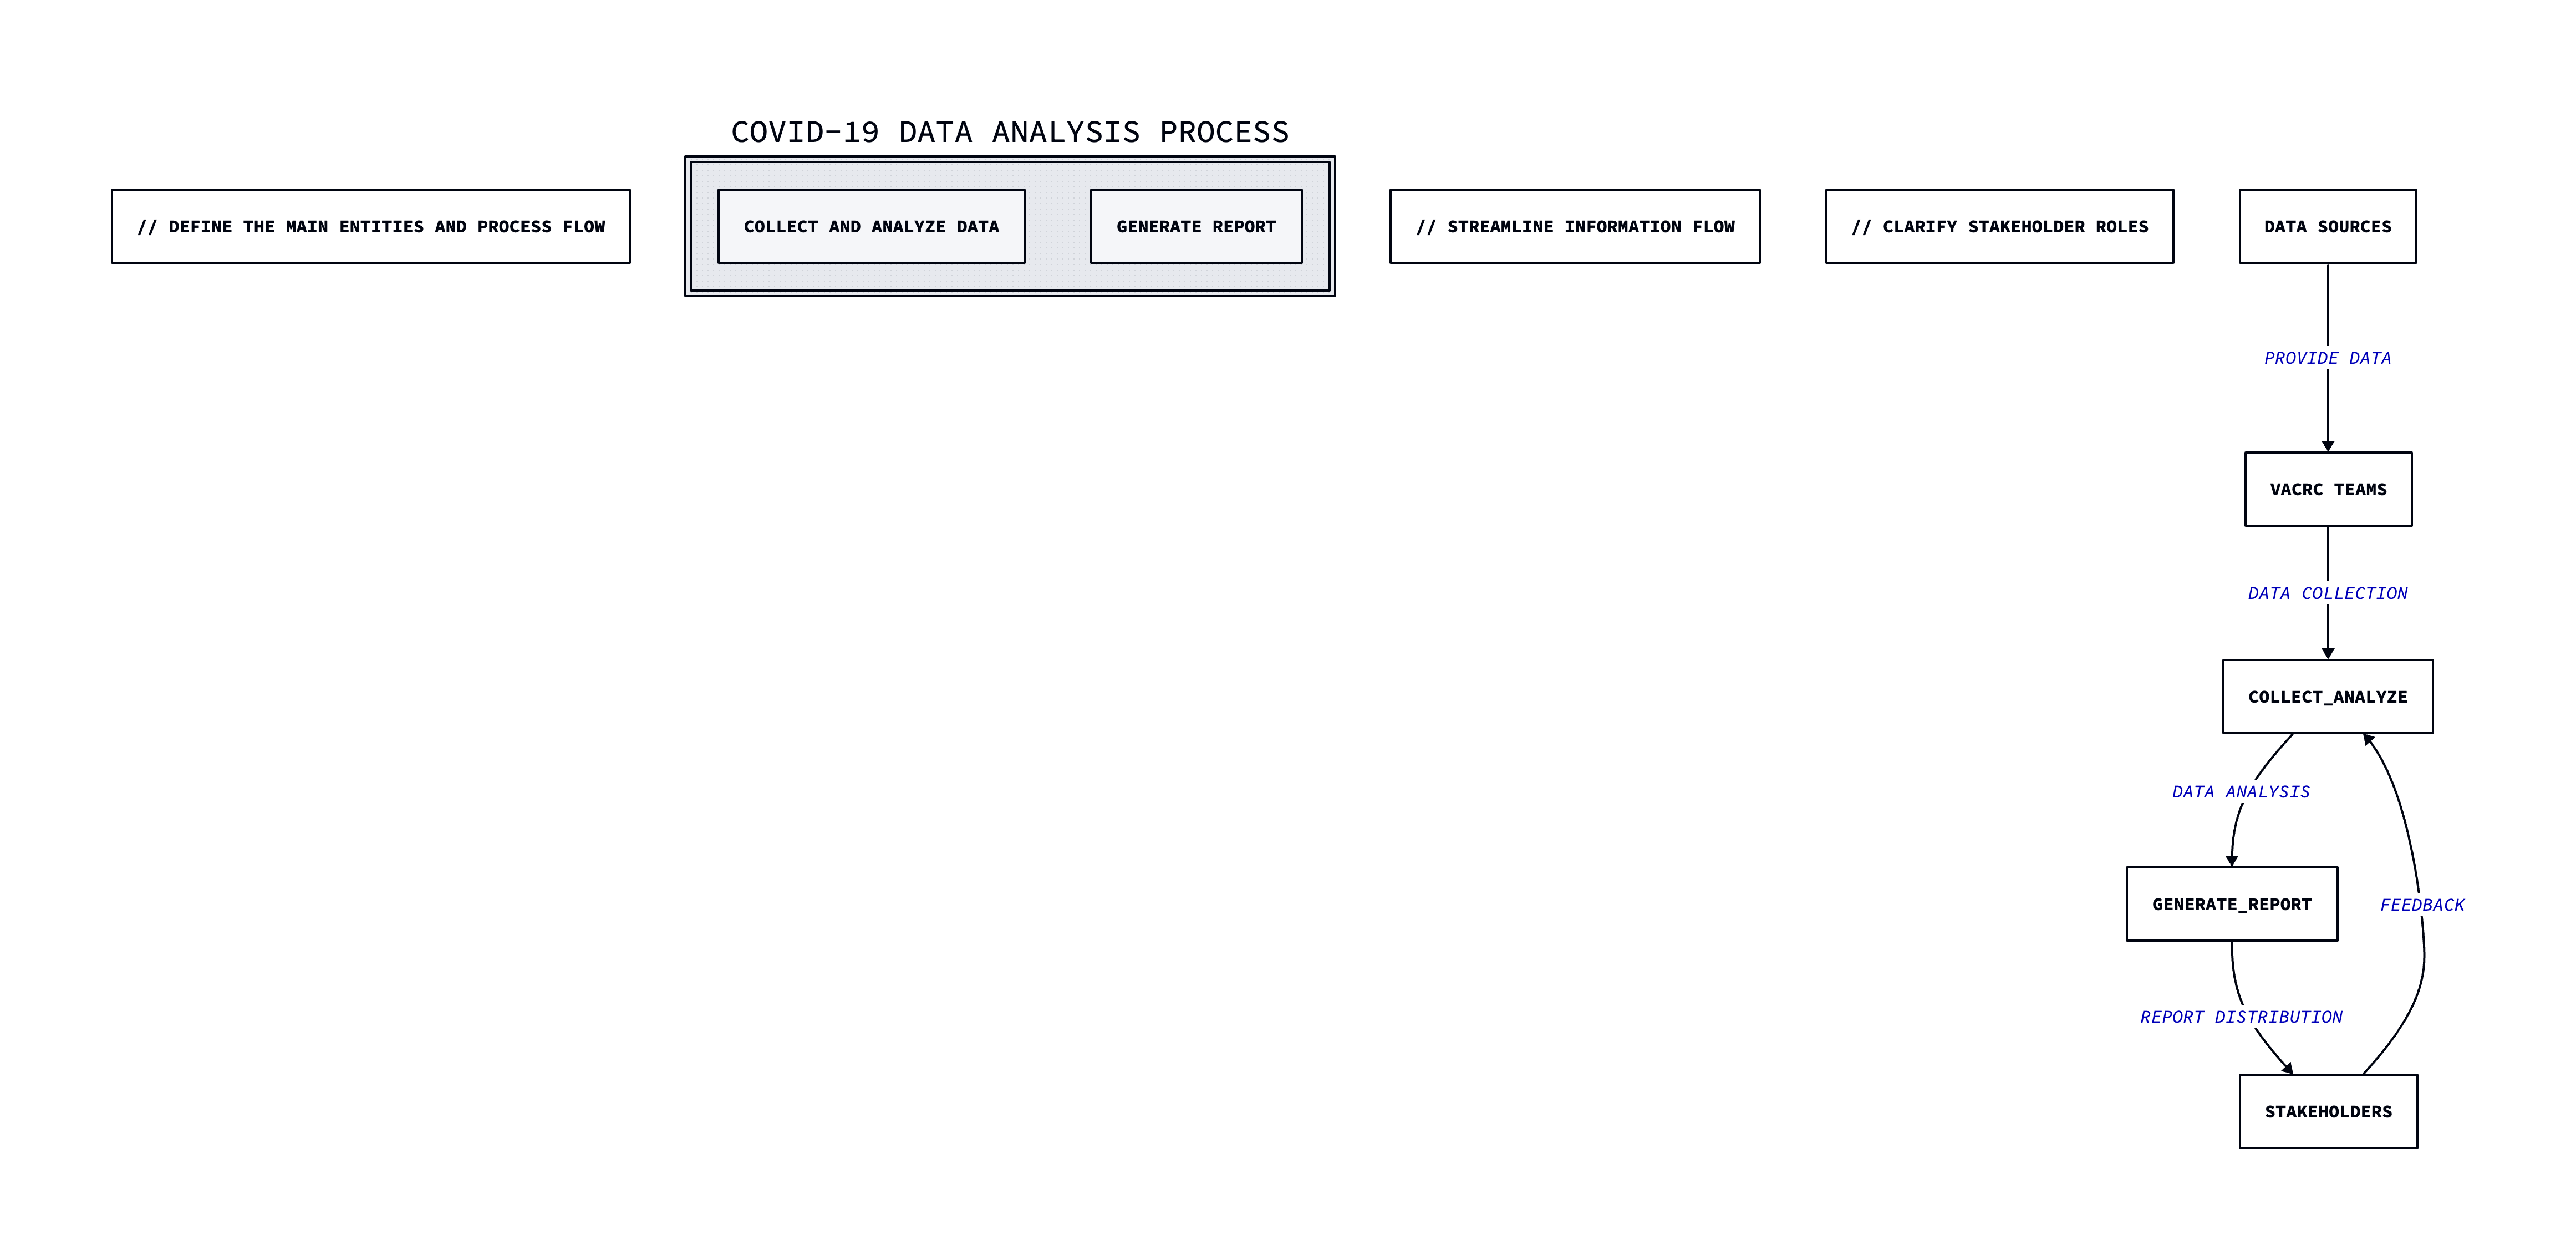 COVID-19 DATA ANALYSIS PROCESS
// DEFINE THE MAIN ENTITIES AND PROCESS FLOW
COLLECT AND ANALYZE DATA
GENERATE REPORT
// STREAMLINE INFORMATION FLOW
// CLARIFY STAKEHOLDER ROLES
DATA SOURCES
PROVIDE DATA
VACRC TEAMS
DATA COLLECTION
COLLECT_ANALYZE
DATA ANALYSIS
GENERATE_REPORT
FEEDBACK
REPORT DISTRIBUTION
STAKEHOLDERS